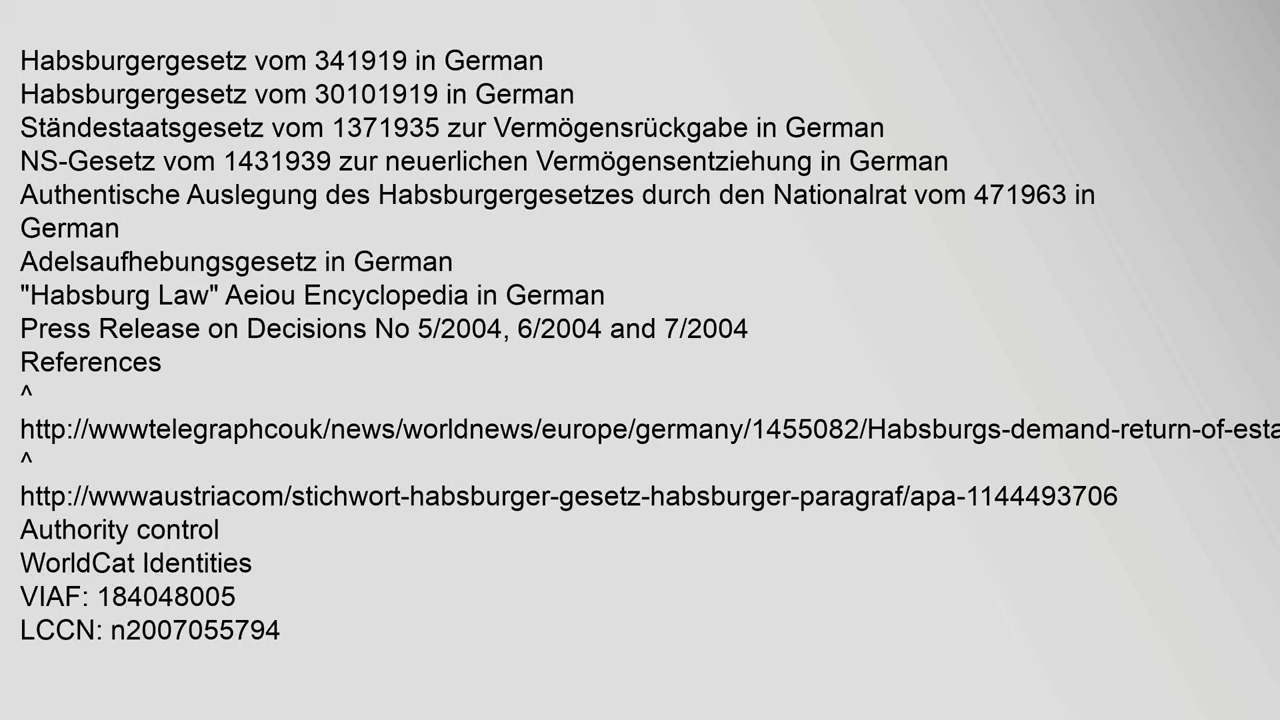 Habsburgergesetz vom 341919 in German
Habsburgergesetz vom 30101919 in German
Ständestaatsgesetz vom 1371935 zur Vermögensrückgabe in German
NS-Gesetz vom 1431939 zur neuerlichen Vermögensentziehung in German
Authentische Auslegung des Habsburgergesetzes durch den Nationalrat vom 471963 in
German
Adelsaufhebungsgesetz in German
"Habsburg Law" Aeiou Encyclopedia in German
Press Release on Decisions No 5/2004, 6/2004 and 7/2004
References
^
http://wwwtelegraphcouk/news/worldnews/europe/germany/1455082/Habsburgs-demand-return-of-esta
^
http://wwwaustriacom/stichwort-habsburger-gesetz-habsburger-paragraf/apa-1144493706
Authority control
WorldCat Identities
VIAF: 184048005
LCCN: n2007055794